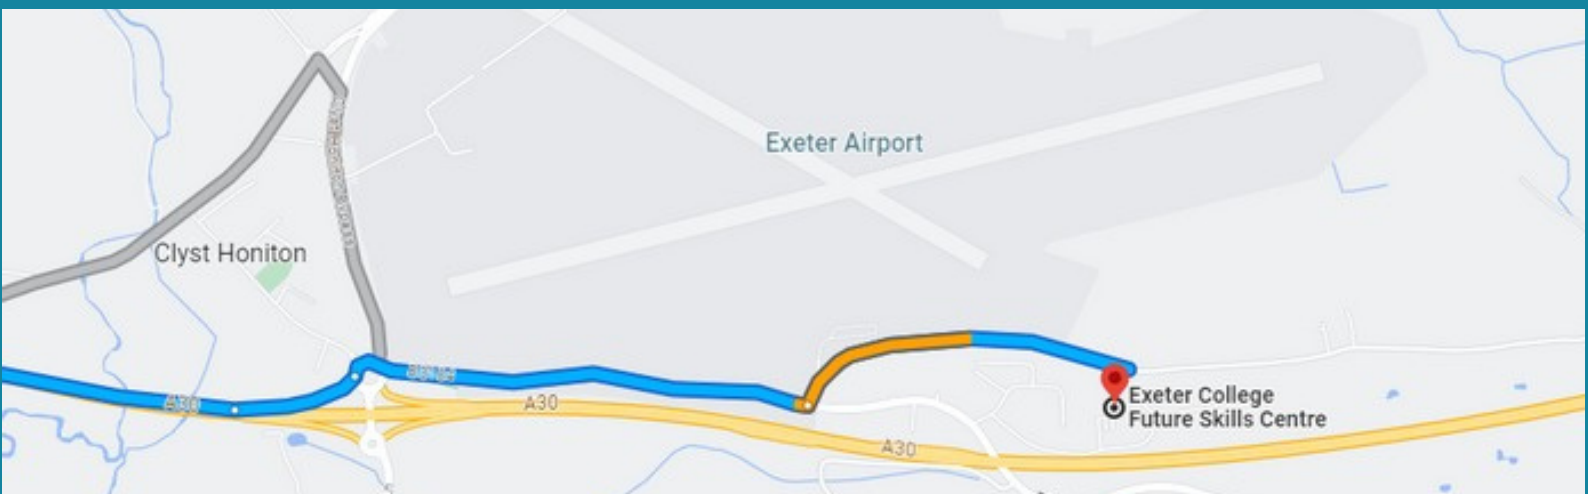 Exeter Airport
Clyst Honiton
A30
A30
Exeter College
Future Skills Centre
A30